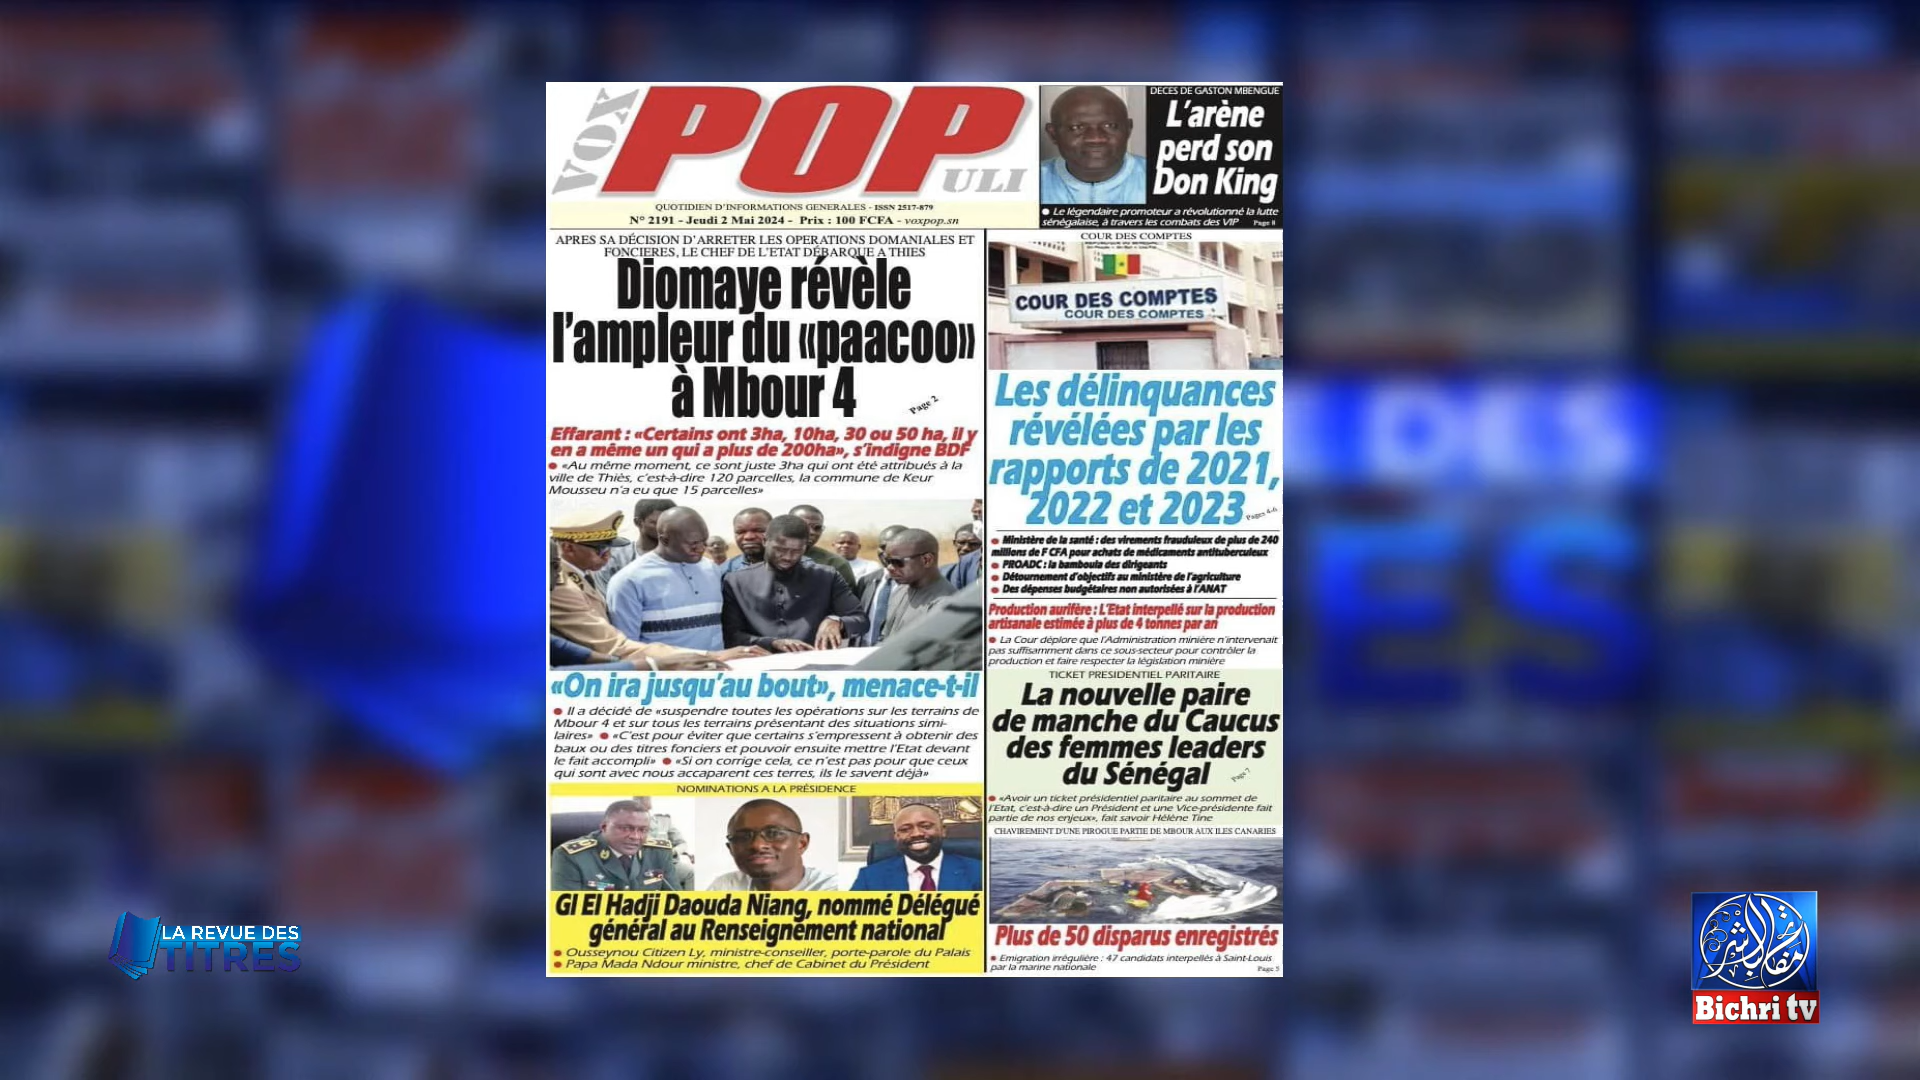 VOX
POP
ULI
QUOTIDIEN D'INFORMATIONS GENERALES - ISSN 2517-879
N° 2191 - Jeudi 2 Mai 2024 - Prix : 100 FCFA - voxpop.sn
DECES DE GASTON MBENGUE
L'arène
perd son
Don King
Le légendaire promoteur a révolutionné la lutte
sénégalaise, à travers les combats des VIP Page 8
APRES SA DÉCISION D'ARRETER LES OPERATIONS DOMANIALES ET
FONCIERES, LE CHEF DE L'ETAT DÉBARQUE A THIES
Diomaye révèle
l'ampleur du «paacoo»
à Mbour 4
Page 2
Effarant : «Certains ont 3ha, 10ha, 30 ou 50 ha, il y
en a même un qui a plus de 200ha», s'indigne BDF
«Au même moment, ce sont juste 3ha qui ont été attribués à la
ville de Thiès, c'est-à-dire 120 parcelles, la commune de Keur
Mousseu n'a eu que 15 parcelles»
«On ira jusqu'au bout», menace-t-il
Il a décidé de «suspendre toutes les opérations sur les terrains de
Mbour 4 et sur tous les terrains présentant des situations simi-
laires» «C'est pour éviter que certains s'empressent à obtenir des
baux ou des titres fonciers et pouvoir ensuite mettre l'Etat devant
le fait accompli» «Si on corrige cela, ce n'est pas pour que ceux
qui sont avec nous accaparent ces terres, ils le savent déjà»
NOMINATIONS A LA PRÉSIDENCE
Gl El Hadji Daouda Niang, nommé Délégué
général au Renseignement national
Ousseynou Citizen Ly, ministre-conseiller, porte-parole du Palais
Papa Mada Ndour ministre, chef de Cabinet du Président
COUR DES COMPTES
COUR DES COMPTES
COUR DES COMPTES
Les délinquances
révélées par les
rapports de 2021,
2022 et 2023
Pages 4-6
Ministère de la santé : des virements frauduleux de plus de 240
millions de F CFA pour achats de médicaments antituberculeux
PROADC : la bamboula des dirigeants
Détournement d'objectifs au ministère de l'agriculture
Des dépenses budgétaires non autorisées à l'ANAT
Production aurifère : L'Etat interpellé sur la production
artisanale estimée à plus de 4 tonnes par an
La Cour déplore que l'Administration minière n'intervenait
pas suffisamment dans ce sous-secteur pour contrôler la
production et faire respecter la législation minière
TICKET PRESIDENTIEL PARITAIRE
La nouvelle paire
de manche du Caucus
des femmes leaders
du Sénégal
Page 7
«Avoir un ticket présidentiel paritaire au sommet de
l'Etat, c'est-à-dire un Président et une Vice-présidente fait
partie de nos enjeux», fait savoir Hélène Tine
CHAVIREMENT D'UNE PIROGUE PARTIE DE MBOUR AUX ILES CANARIES
Plus de 50 disparus enregistrés
Emigration irrégulière : 47 candidats interpellés à Saint-Louis
par la marine nationale Page 5
LA REVUE DES
TITRES
Bichri tv